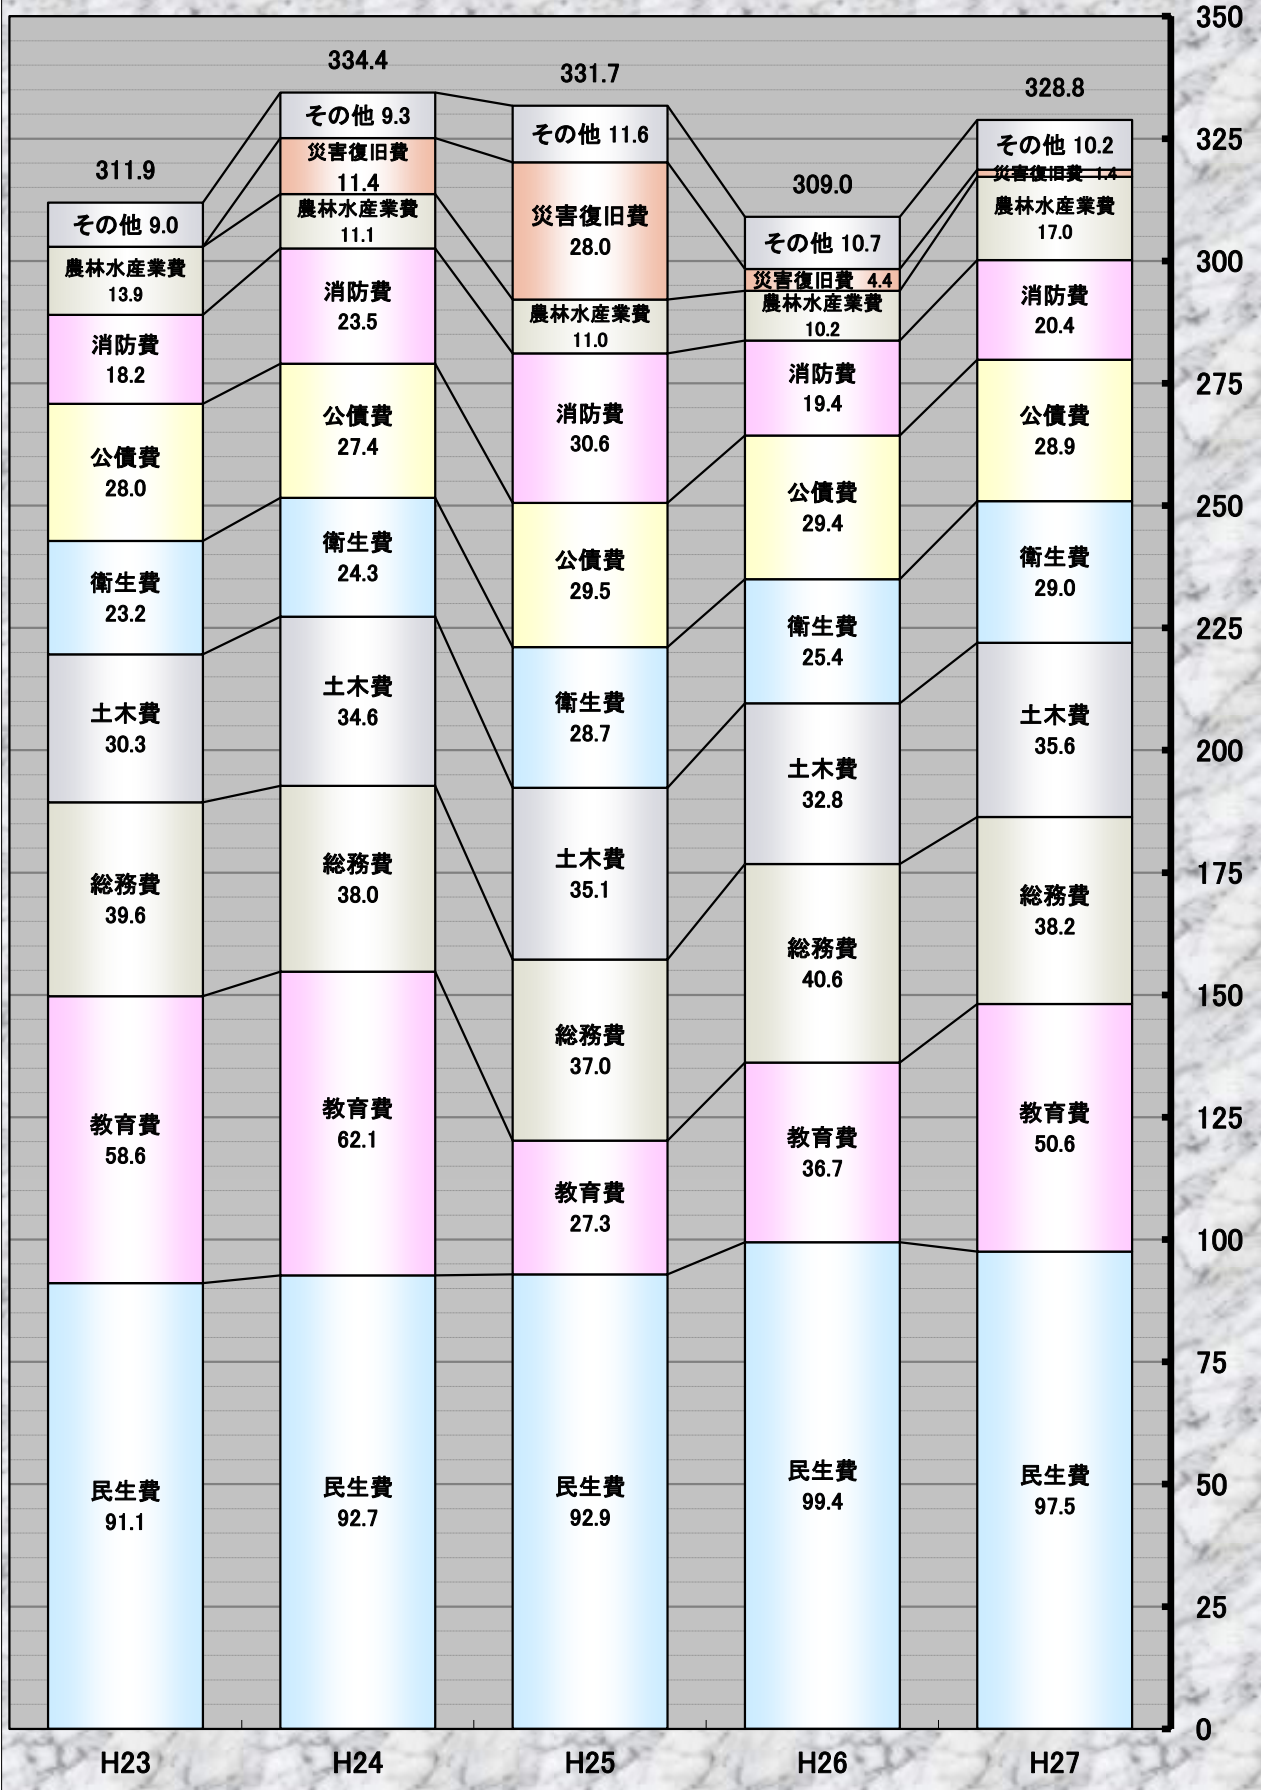 311.9
その他 9.0
農林水産業費
13.9
消防費
18.2
公債費
28.0
衛生費
23.2
土木費
30.3
総務費
39.6
教育費
58.6
民生費
91.1
H23
334.4
その他 9.3
災害復旧費
11.4
農林水産業費
11.1
消防費
23.5
公債費
27.4
衛生費
24.3
土木費
34.6
総務費
38.0
教育費
62.1
民生費
92.7
H24
331.7
その他 11.6
災害復旧費
28.0
農林水産業費
11.0
消防費
30.6
公債費
29.5
衛生費
28.7
土木費
35.1
総務費
37.0
教育費
27.3
民生費
92.9
H25
309.0
その他 10.7
災害復旧費 4.4
農林水産業費
10.2
消防費
19.4
公債費
29.4
衛生費
25.4
土木費
32.8
総務費
40.6
教育費
36.7
民生費
99.4
H26
328.8
その他 10.2
災害復旧費 1.4
農林水産業費
17.0
消防費
20.4
公債費
28.9
衛生費
29.0
土木費
35.6
総務費
38.2
教育費
50.6
民生費
97.5
H27
350
325
300
275
250
225
200
175
150
125
100
75
50
25
0